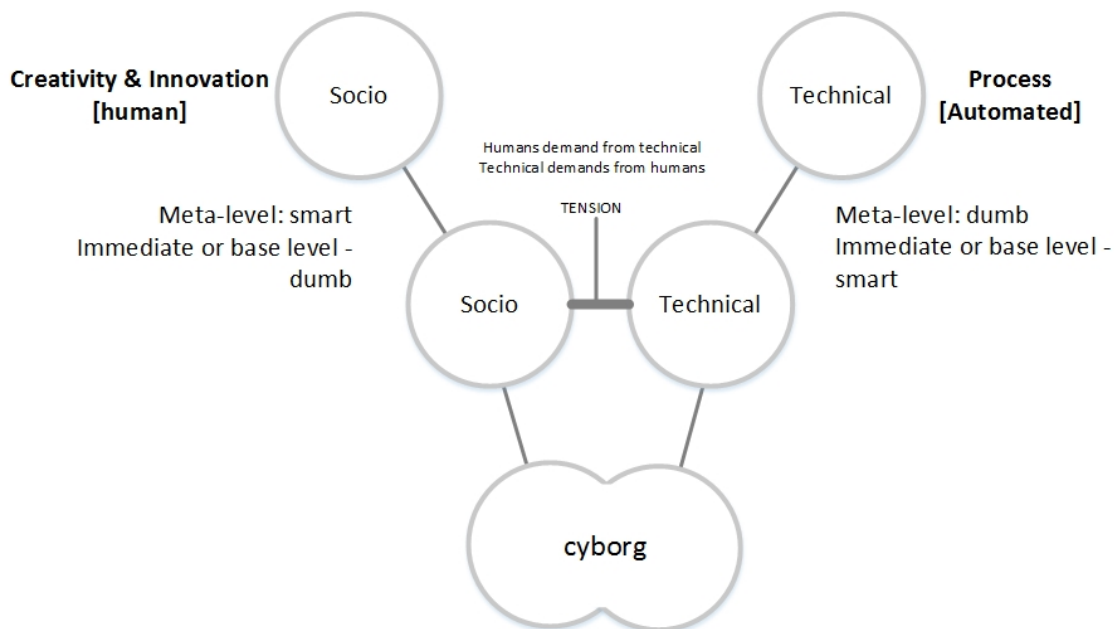 Creativity & Innovation
[human]
Socio
Technical
Process
[Automated]
Humans demand from technical
Technical demands from humans
TENSION
Meta-level: smart
Immediate or base level -
dumb
Meta-level: dumb
Immediate or base level -
smart
Socio
Technical
cyborg